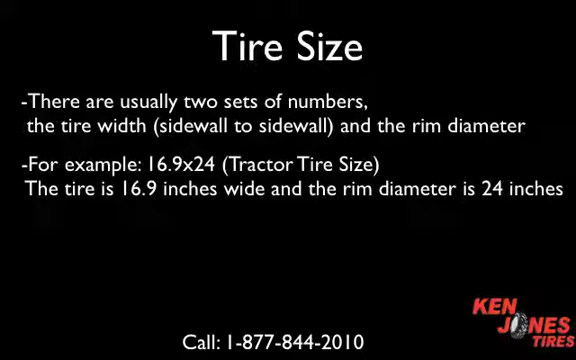 Tire Size
-There are usually two sets of numbers,
the tire width (sidewall to sidewall) and the rim diameter
-For example: 16.9x24 (Tractor Tire Size)
The tire is 16.9 inches wide and the rim diameter is 24 inches
KEN
JONES
TIRES
Call: 1-877-844-2010